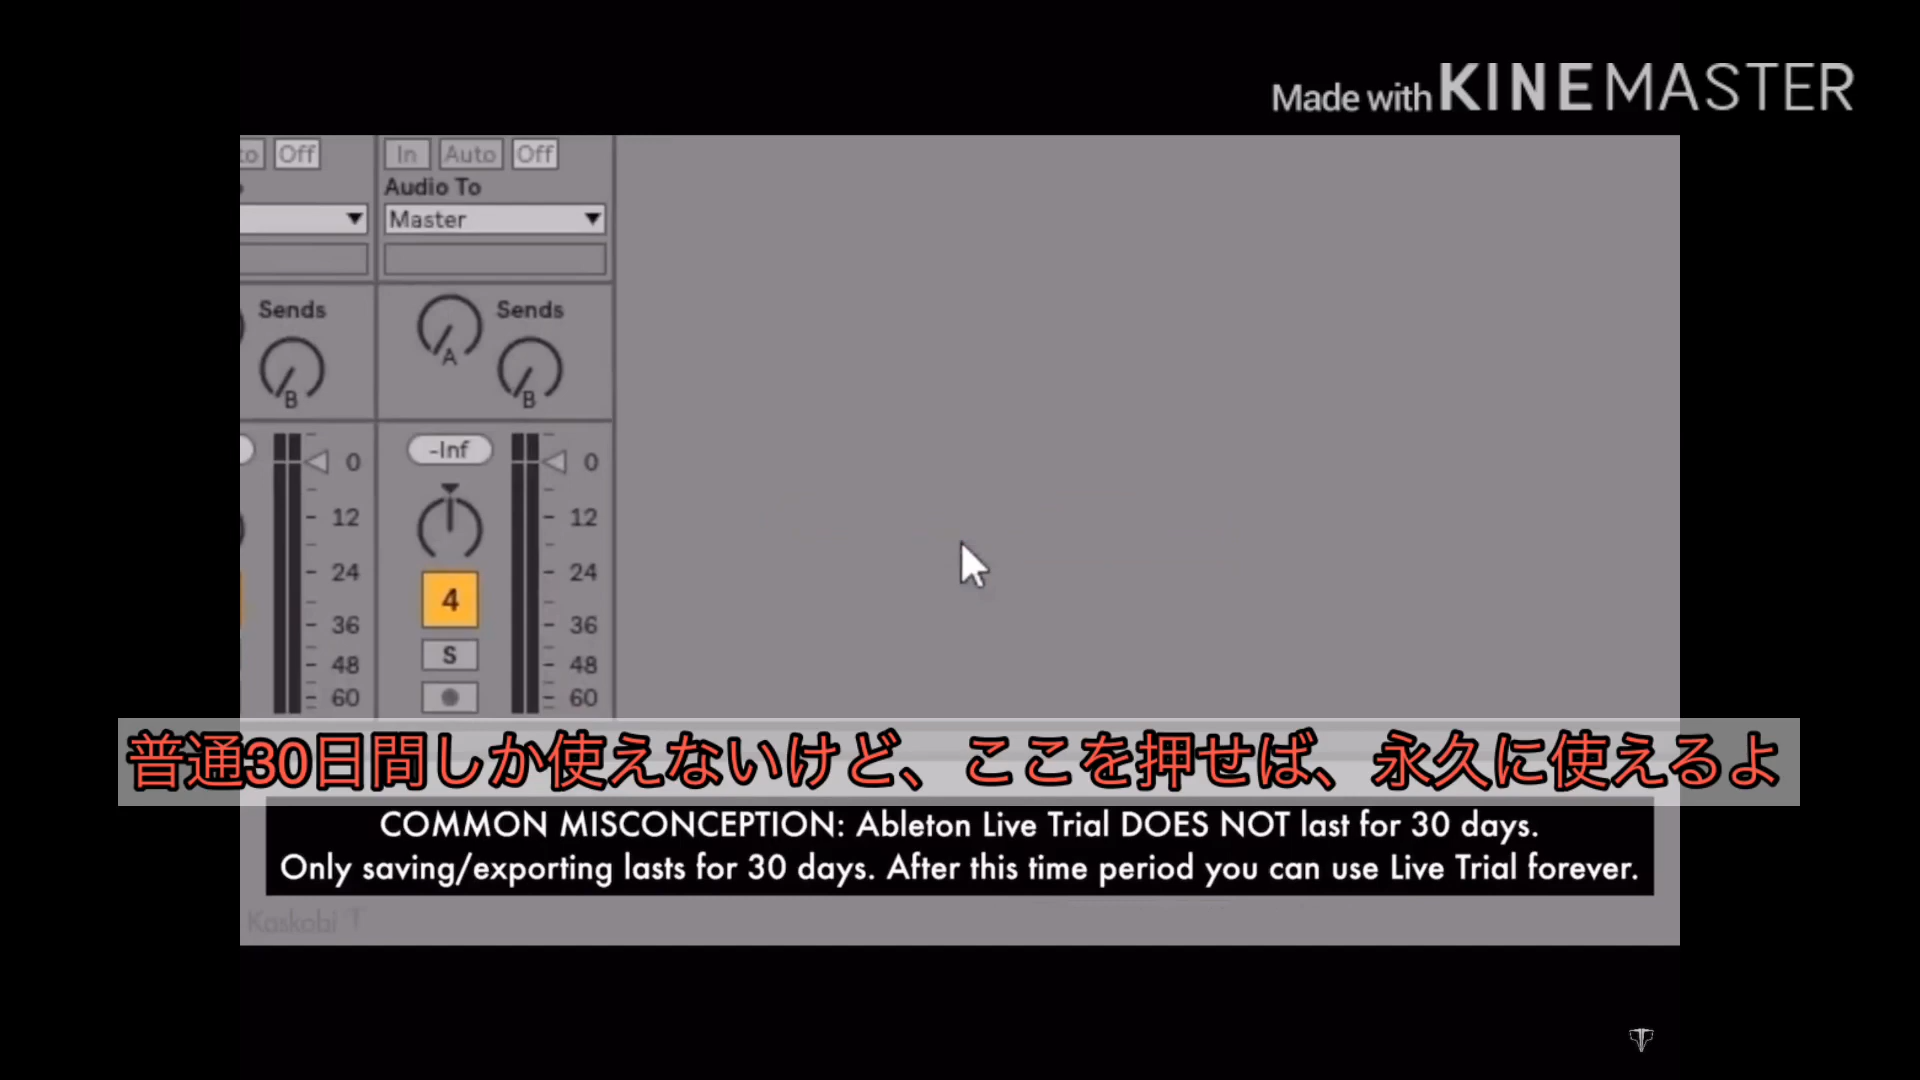 Made with KINEMASTER
to Off In Auto Off
Audio To
Master
Sends Sends
A
B B
-Inf
0 0
12 12
24 24
4
36 36
S
48 48
60 60
普通30日間しか使えないけど、ここを押せば、永久に使えるよ
COMMON MISCONCEPTION: Ableton Live Trial DOES NOT last for 30 days.
Only saving/exporting lasts for 30 days. After this time period you can use Live Trial forever.
Kaskobi T